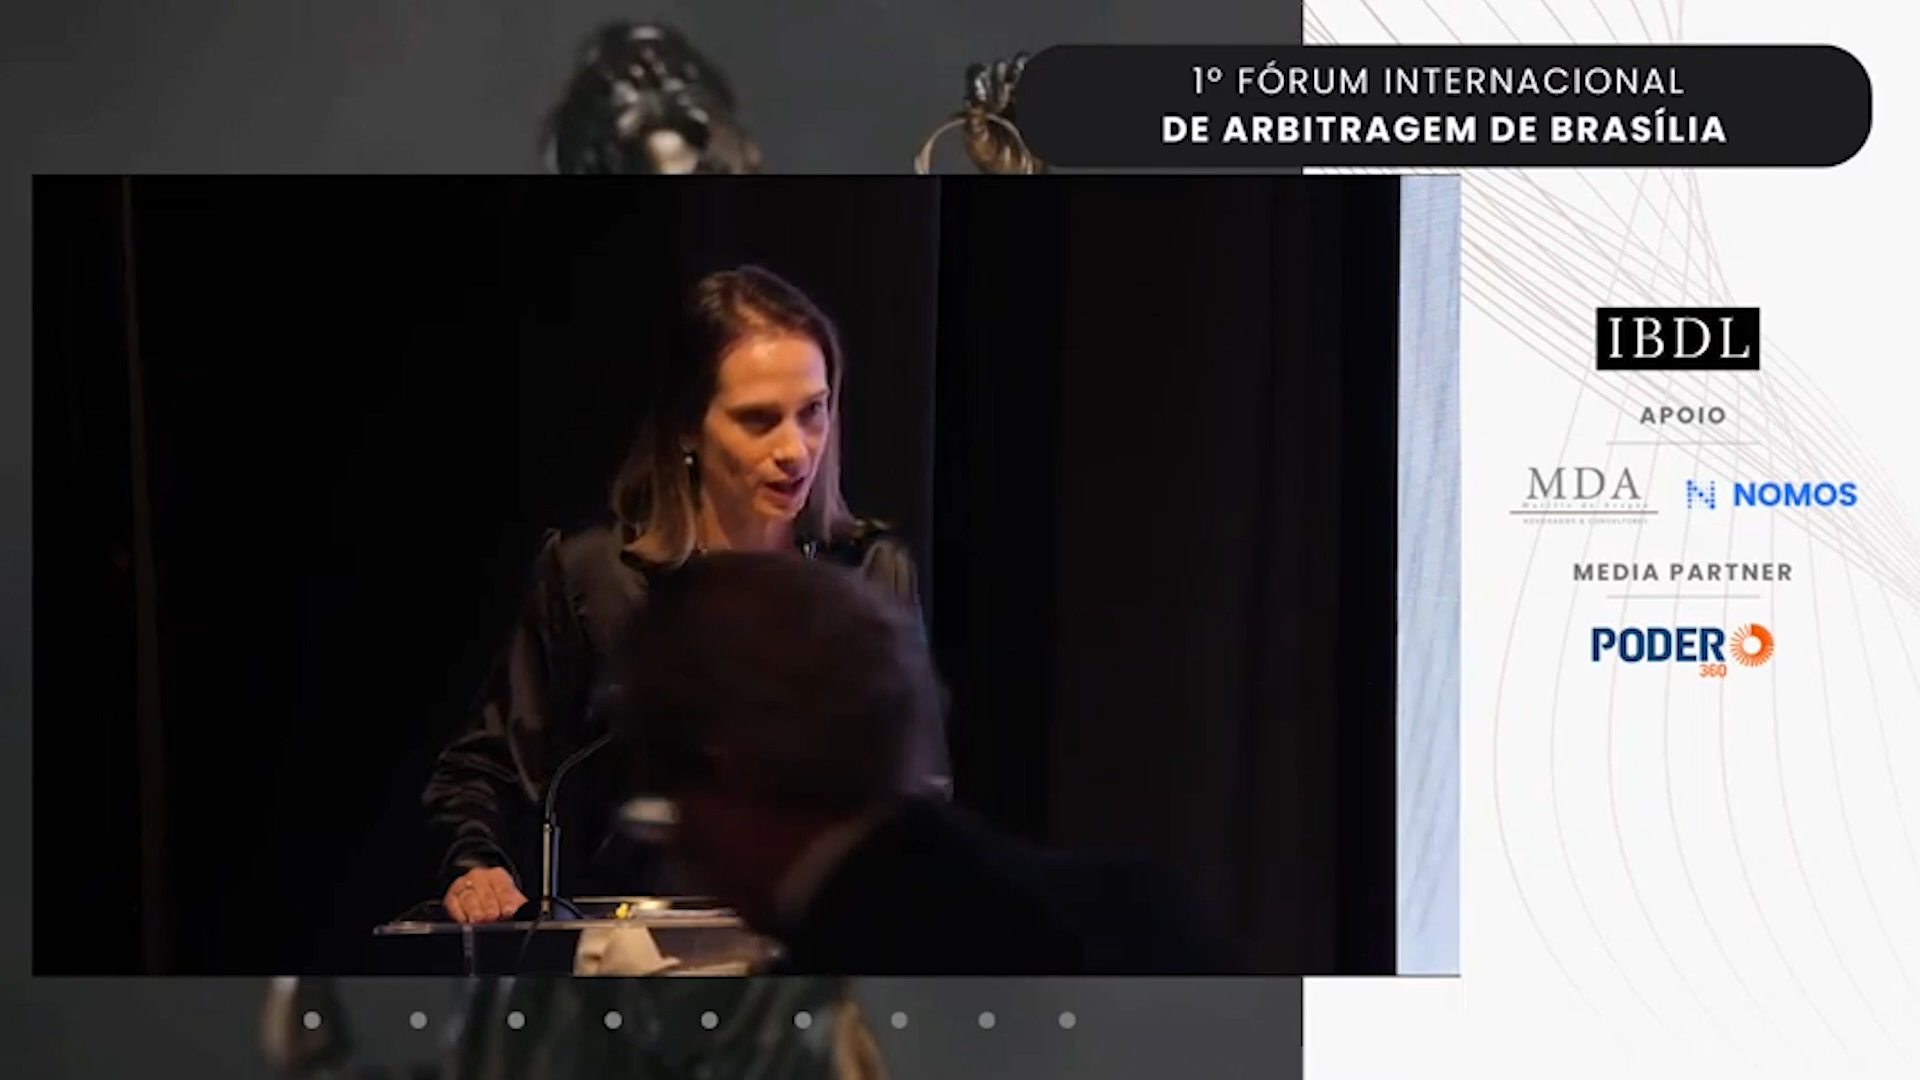 1º FÓRUM INTERNACIONAL
DE ARBITRAGEM DE BRASÍLIA
IBDL
APOIO
MDA
NOMOS
MEDIA PARTNER
PODER
360